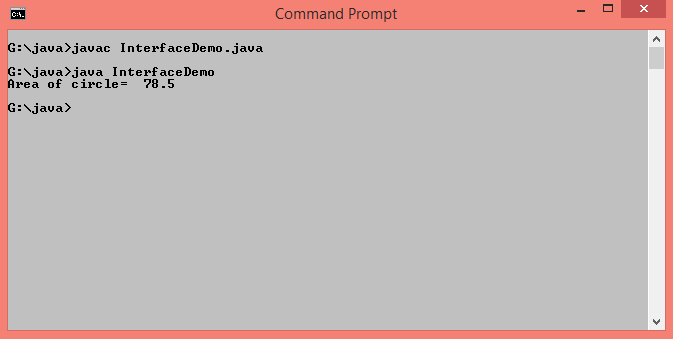 Command Prompt
G:\java>javac InterfaceDemo.java
G:\java>java InterfaceDemo
Area of circle=  78.5
G:\java>